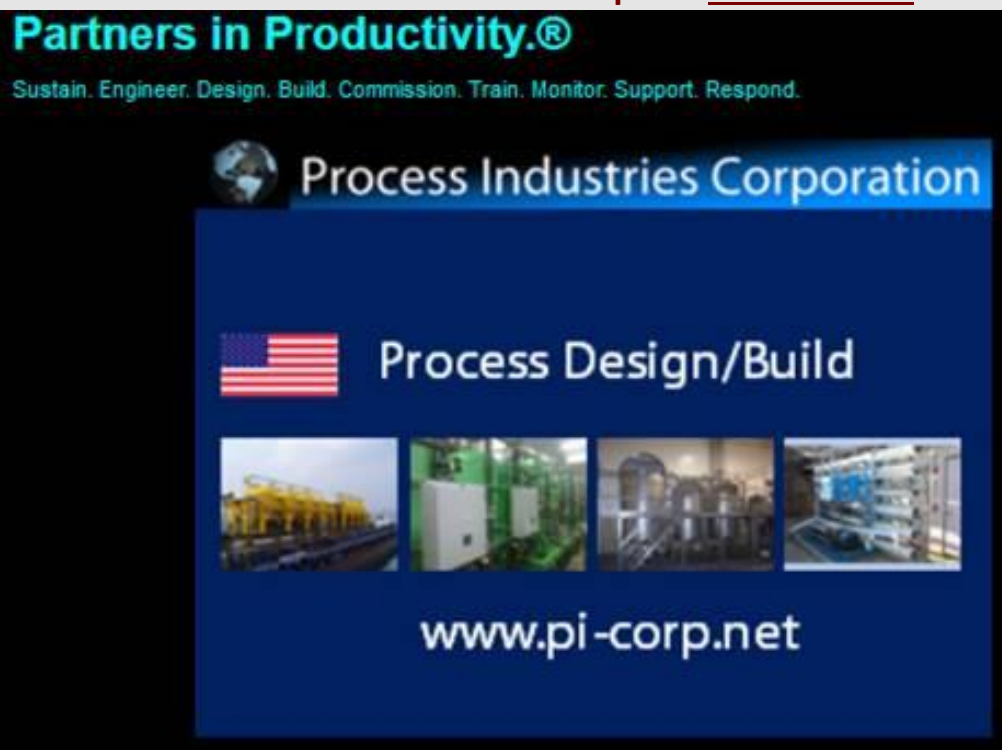 Partners in Productivity.®
Sustain. Engineer. Design. Build. Commission. Train. Monitor. Support. Respond.
Process Industries Corporation
Process Design/Build
www.pi-corp.net